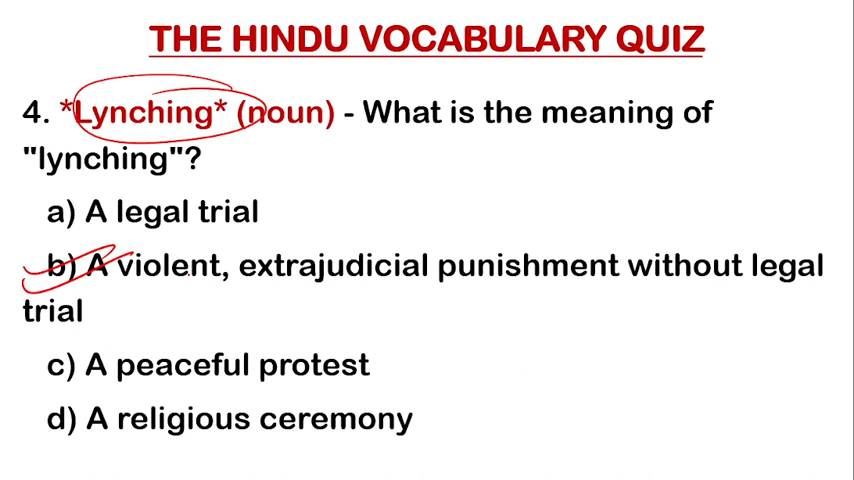 THE HINDU VOCABULARY QUIZ
4. *Lynching* (noun) - What is the meaning of
"lynching"?
a) A legal trial
b) A violent, extrajudicial punishment without legal
trial
c) A peaceful protest
d) A religious ceremony